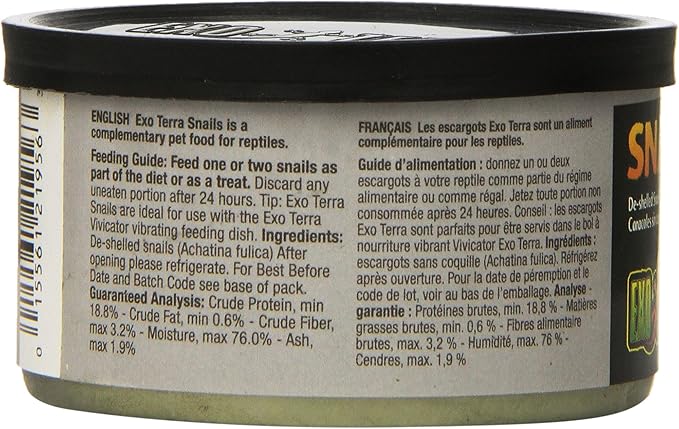 ENGLISH Exo Terra Snails is a
complementary pet food for reptiles.
Feeding Guide: Feed one or two snails as
part of the diet or as a treat. Discard any
uneaten portion after 24 hours. Tip: Exo Terra
Snails are ideal for use with the Exo Terra
Vivicator vibrating feeding dish. Ingredients:
De-shelled snails (Achatina fulica) After
opening please refrigerate. For Best Before
Date and Batch Code see base of pack.
Guaranteed Analysis: Crude Protein, min
18.8% - Crude Fat, min 0.6% - Crude Fiber,
max 3.2% - Moisture, max 76.0% - Ash,
max 1.9%
FRANÇAIS Les escargots Exo Terra sont un aliment
complémentaire pour les reptiles.
Guide d'alimentation : donnez un ou deux
escargots à votre reptile comme partie du régime
alimentaire ou comme régal. Jetez toute portion non
consommée après 24 heures. Conseil : les escargots
Exo Terra sont parfaits pour être servis dans le bol à
nourriture vibrant Vivicator Exo Terra. Ingrédients :
escargots sans coquille (Achatina fulica). Réfrigérez
après ouverture. Pour la date de péremption et le
code de lot, voir au bas de l'emballage. Analyse -
garantie : Protéines brutes, min. 18,8 % - Matières
grasses brutes, min. 0,6 % - Fibres alimentaire
brutes, max. 3,2 % - Humidité, max. 76 % -
Cendres, max. 1,9 %
SNA
De-shelled
Caracoles
EXO
0 15561 21956